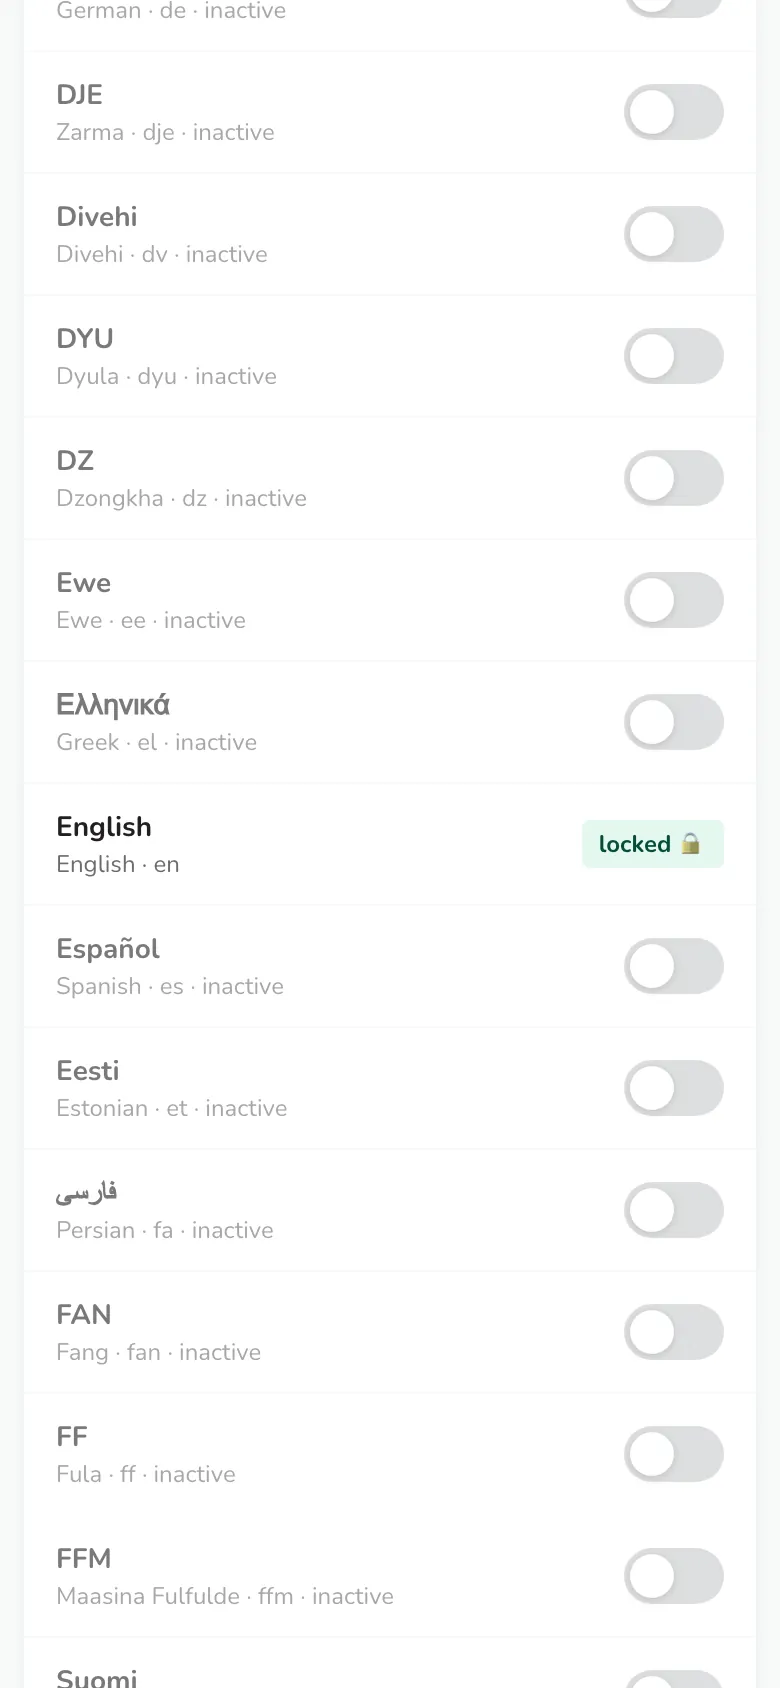 German · de · inactive
DJE
Zarma · dje · inactive
Divehi
Divehi · dv · inactive
DYU
Dyula · dyu · inactive
DZ
Dzongkha · dz · inactive
Ewe
Ewe · ee · inactive
Ελληνικά
Greek · el · inactive
English
English · en
locked 🔒
Español
Spanish · es · inactive
Eesti
Estonian · et · inactive
فارسی
Persian · fa · inactive
FAN
Fang · fan · inactive
FF
Fula · ff · inactive
FFM
Maasina Fulfulde · ffm · inactive
Suomi